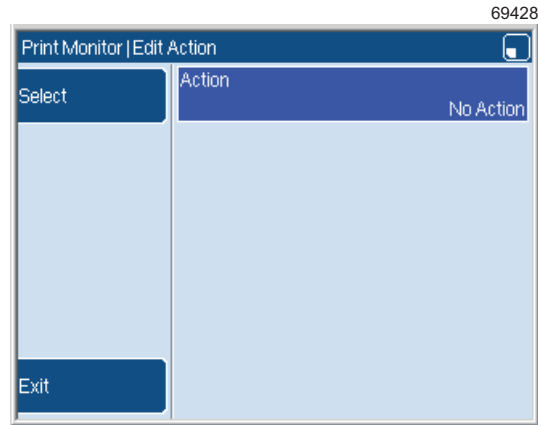 69428
Print Monitor | Edit Action
Select
Action
No Action
Exit